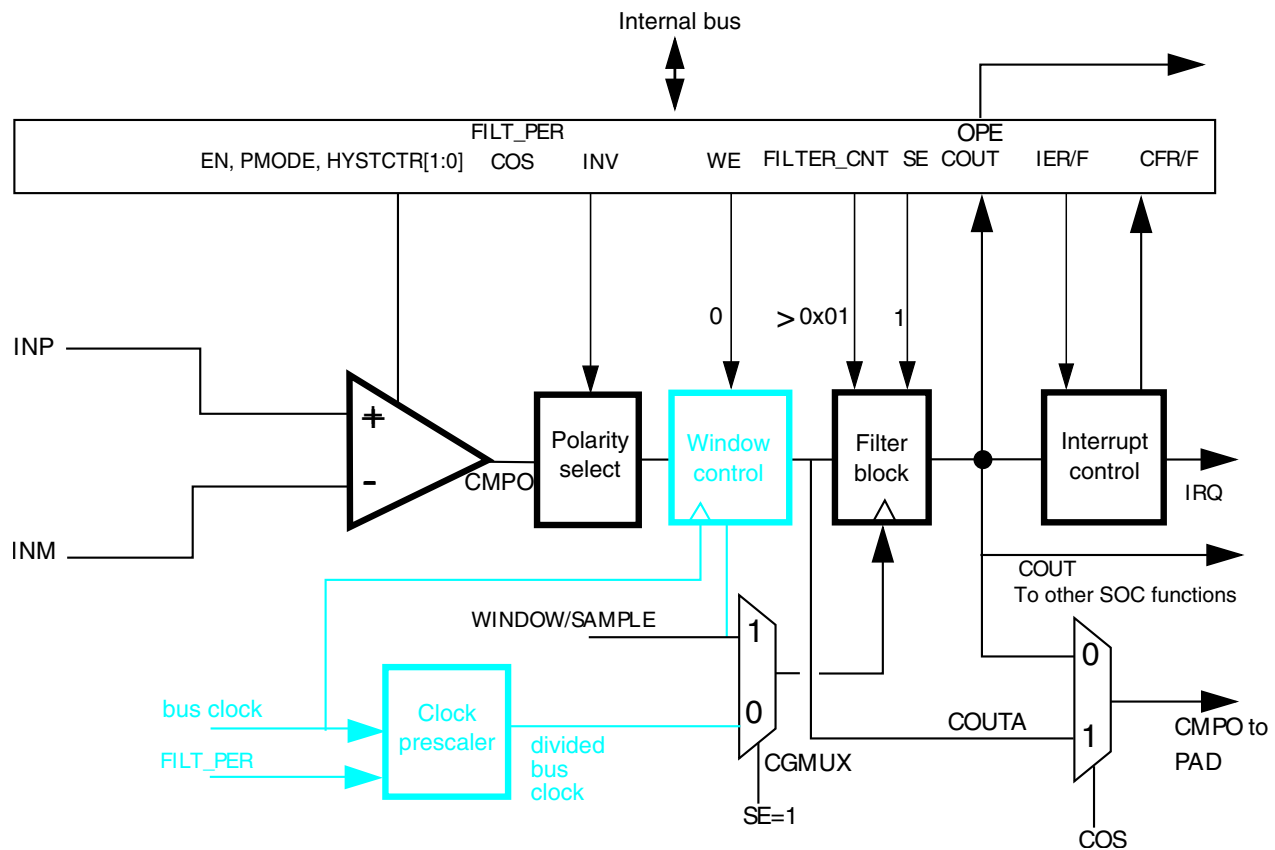 Internal bus
FILT_PER
OPE
EN, PMODE, HYSTCTR[1:0]
COS
INV
WE
FILTER_CNT
SE
COUT
IER/F
CFR/F
0
> 0x01
1
INP
+
-
INM
CMPO
Polarity
select
Window
control
Filter
block
Interrupt
control
IRQ
COUT
To other SOC functions
WINDOW/SAMPLE
1
0
0
1
bus clock
FILT_PER
Clock
prescaler
divided
bus
clock
CGMUX
SE=1
COUTA
CMPO to
PAD
COS